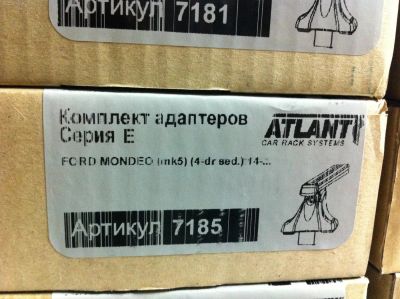 Артикул 7181
Комплект адаптеров
Серия Е
ATLANT
CAR RACK SYSTEMS
FORD MONDEO (mk5) (4-dr sed.) 14-...
Артикул 7185